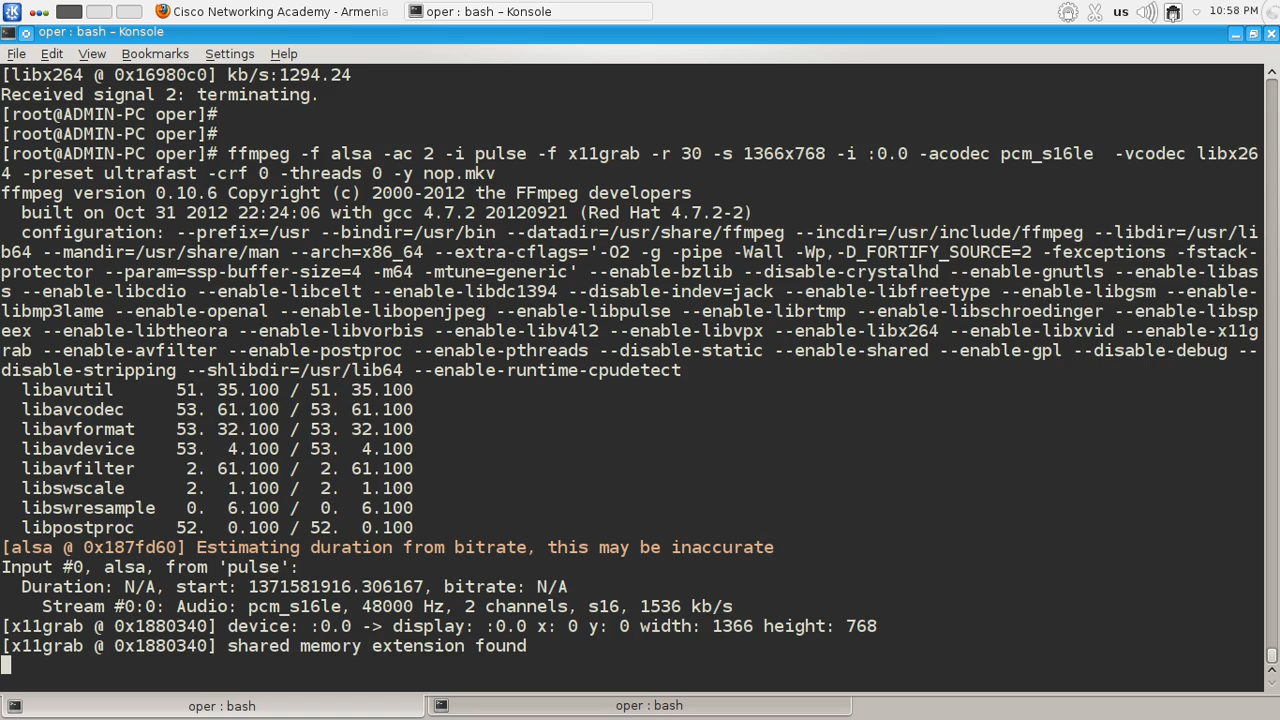 Cisco Networking Academy - Armenia
oper : bash – Konsole
us
10:58 PM
oper : bash – Konsole
File Edit View Bookmarks Settings Help
[libx264 @ 0x16980c0] kb/s:1294.24
Received signal 2: terminating.
[root@ADMIN-PC oper]#
[root@ADMIN-PC oper]#
[root@ADMIN-PC oper]# ffmpeg -f alsa -ac 2 -i pulse -f x11grab -r 30 -s 1366x768 -i :0.0 -acodec pcm_s16le  -vcodec libx26
4 -preset ultrafast -crf 0 -threads 0 -y nop.mkv
ffmpeg version 0.10.6 Copyright (c) 2000-2012 the FFmpeg developers
  built on Oct 31 2012 22:24:06 with gcc 4.7.2 20120921 (Red Hat 4.7.2-2)
  configuration: --prefix=/usr --bindir=/usr/bin --datadir=/usr/share/ffmpeg --incdir=/usr/include/ffmpeg --libdir=/usr/li
b64 --mandir=/usr/share/man --arch=x86_64 --extra-cflags='-O2 -g -pipe -Wall -Wp,-D_FORTIFY_SOURCE=2 -fexceptions -fstack-
protector --param=ssp-buffer-size=4 -m64 -mtune=generic' --enable-bzlib --disable-crystalhd --enable-gnutls --enable-libas
s --enable-libcdio --enable-libcelt --enable-libdc1394 --disable-indev=jack --enable-libfreetype --enable-libgsm --enable-
libmp3lame --enable-openal --enable-libopenjpeg --enable-libpulse --enable-librtmp --enable-libschroedinger --enable-libsp
eex --enable-libtheora --enable-libvorbis --enable-libv4l2 --enable-libvpx --enable-libx264 --enable-libxvid --enable-x11g
rab --enable-avfilter --enable-postproc --enable-pthreads --disable-static --enable-shared --enable-gpl --disable-debug --
disable-stripping --shlibdir=/usr/lib64 --enable-runtime-cpudetect
  libavutil      51. 35.100 / 51. 35.100
  libavcodec     53. 61.100 / 53. 61.100
  libavformat    53. 32.100 / 53. 32.100
  libavdevice    53.  4.100 / 53.  4.100
  libavfilter     2. 61.100 /  2. 61.100
  libswscale      2.  1.100 /  2.  1.100
  libswresample   0.  6.100 /  0.  6.100
  libpostproc    52.  0.100 / 52.  0.100
[alsa @ 0x187fd60] Estimating duration from bitrate, this may be inaccurate
Input #0, alsa, from 'pulse':
  Duration: N/A, start: 1371581916.306167, bitrate: N/A
    Stream #0:0: Audio: pcm_s16le, 48000 Hz, 2 channels, s16, 1536 kb/s
[x11grab @ 0x1880340] device: :0.0 -> display: :0.0 x: 0 y: 0 width: 1366 height: 768
[x11grab @ 0x1880340] shared memory extension found
oper : bash
oper : bash